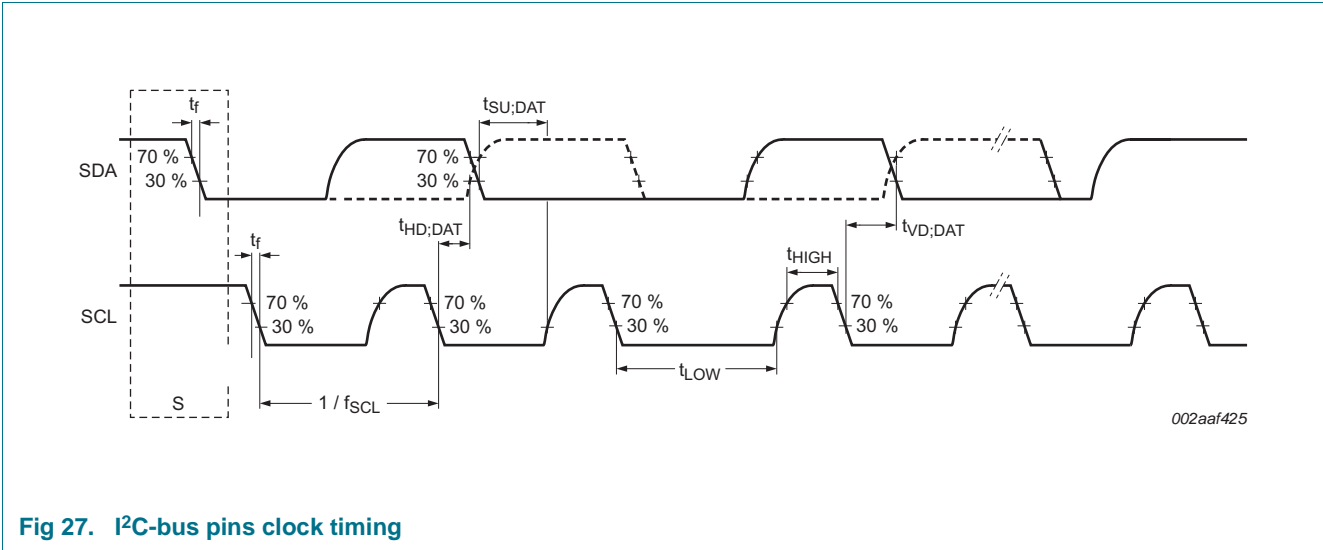 tf
tSU;DAT
70 %
30 %
70 %
30 %
SDA
tHD;DAT
tf
tVD;DAT
tHIGH
70 %
30 %
70 %
30 %
70 %
30 %
70 %
30 %
SCL
tLOW
S
1 / fSCL
002aaf425
Fig 27. I²C-bus pins clock timing